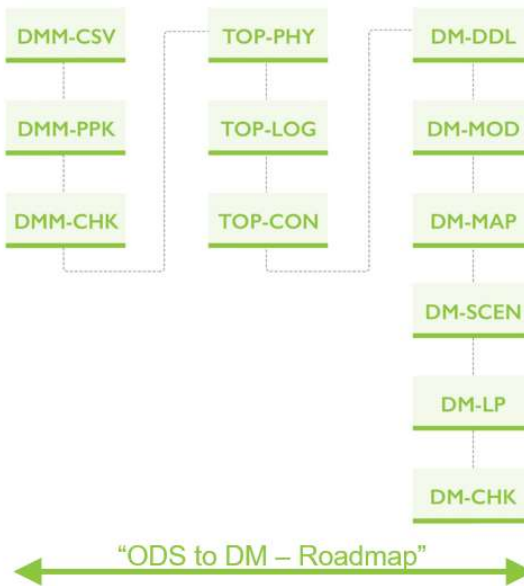 DMM-CSV
DMM-PPK
DMM-CHK
TOP-PHY
TOP-LOG
TOP-CON
DM-DDL
DM-MOD
DM-MAP
DM-SCEN
DM-LP
DM-CHK
“ODS to DM – Roadmap”